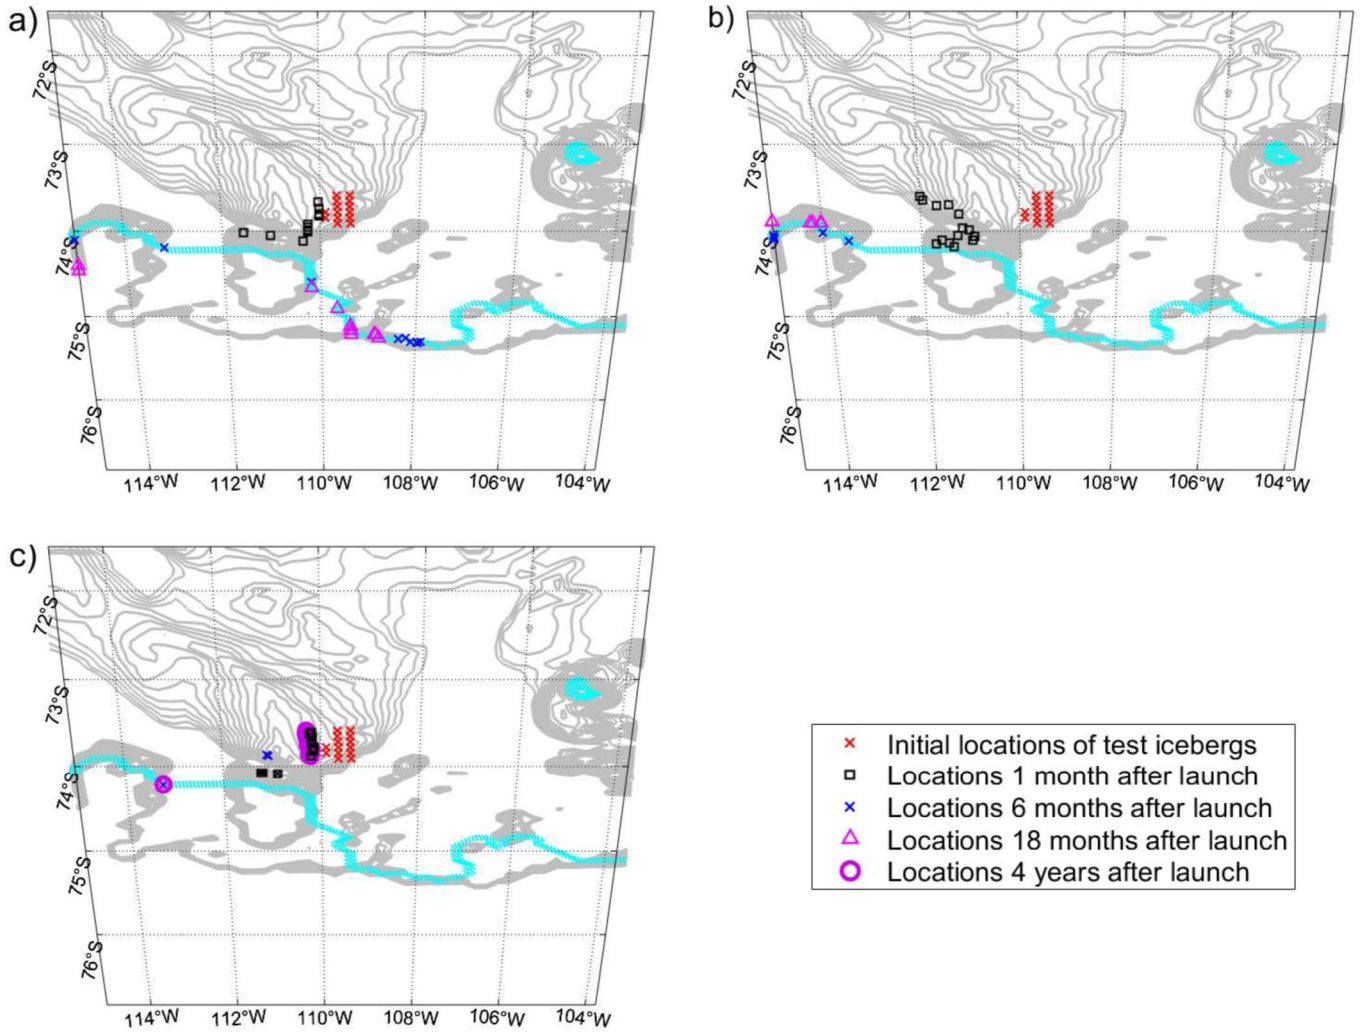 a)
72°S
73°S
74°S
75°S
76°S
114°W 112°W 110°W 108°W 106°W 104°W
b)
72°S
73°S
74°S
75°S
76°S
114°W 112°W 110°W 108°W 106°W 104°W
c)
72°S
73°S
74°S
75°S
76°S
114°W 112°W 110°W 108°W 106°W 104°W
Initial locations of test icebergs
Locations 1 month after launch
Locations 6 months after launch
Locations 18 months after launch
Locations 4 years after launch